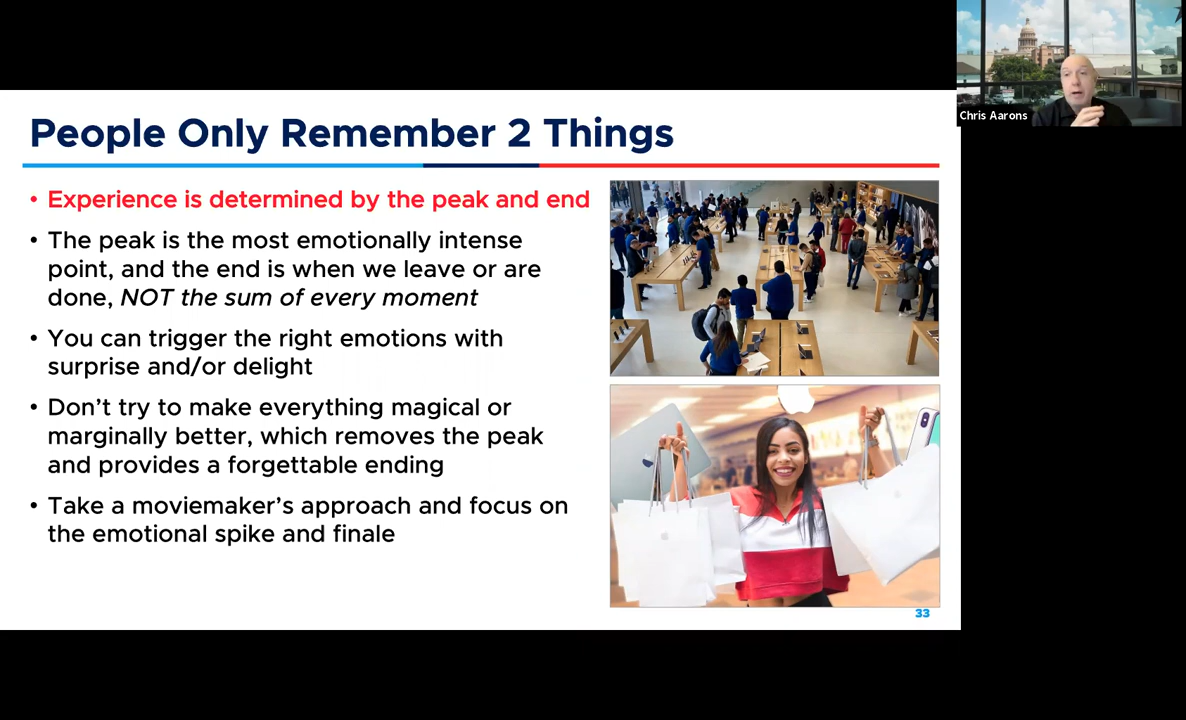 People Only Remember 2 Things
• Experience is determined by the peak and end
• The peak is the most emotionally intense
point, and the end is when we leave or are
done, NOT the sum of every moment
• You can trigger the right emotions with
surprise and/or delight
• Don’t try to make everything magical or
marginally better, which removes the peak
and provides a forgettable ending
• Take a moviemaker’s approach and focus on
the emotional spike and finale
33
Chris Aarons